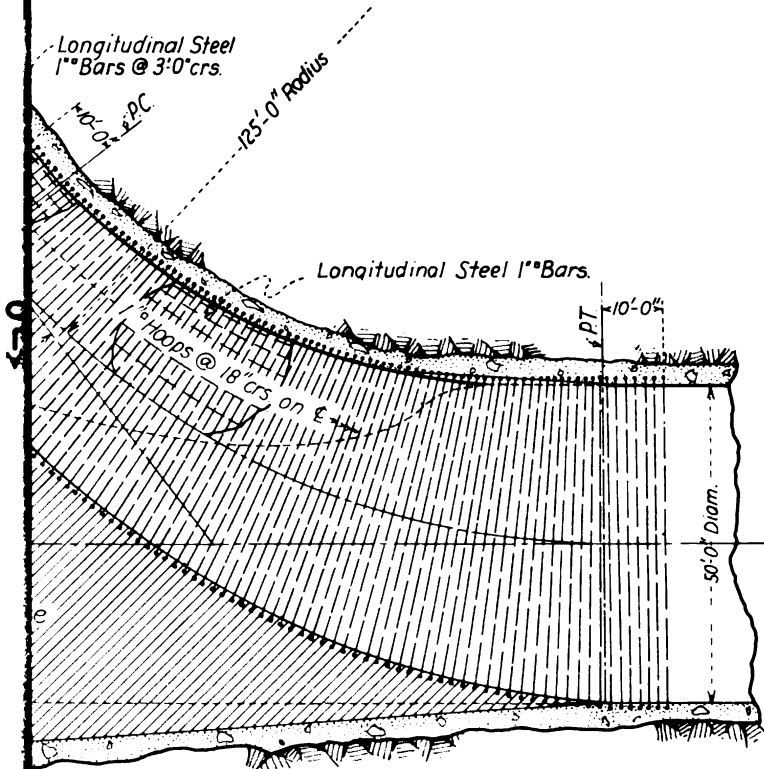 Longitudinal Steel
1"ᵒ Bars @ 3'-0" crs.
10'-0"
P.C.
125'-0" Radius
Longitudinal Steel 1"ᵒ Bars.
Hoops @ 18" crs. on ℄
P.T.
10'-0"
50'-0" Diam.